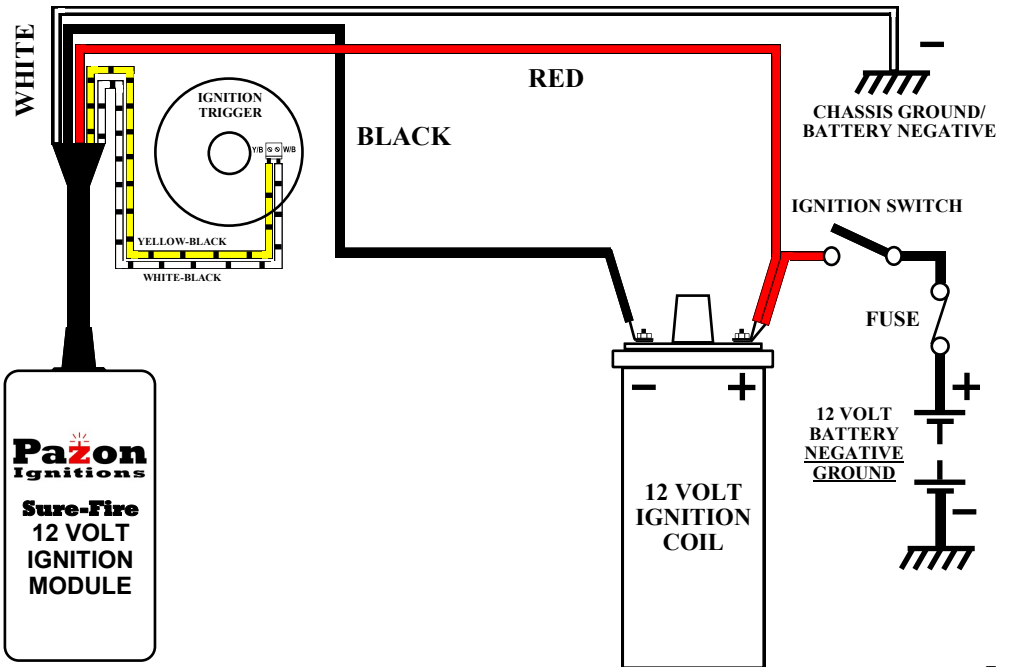 WHITE
IGNITION
TRIGGER
Y/B
W/B
RED
BLACK
−
CHASSIS GROUND/
BATTERY NEGATIVE
IGNITION SWITCH
YELLOW-BLACK
WHITE-BLACK
FUSE
− +
+
12 VOLT
BATTERY
NEGATIVE
GROUND
−
Pazon
Ignitions
Sure-Fire
12 VOLT
IGNITION
MODULE
12 VOLT
IGNITION
COIL